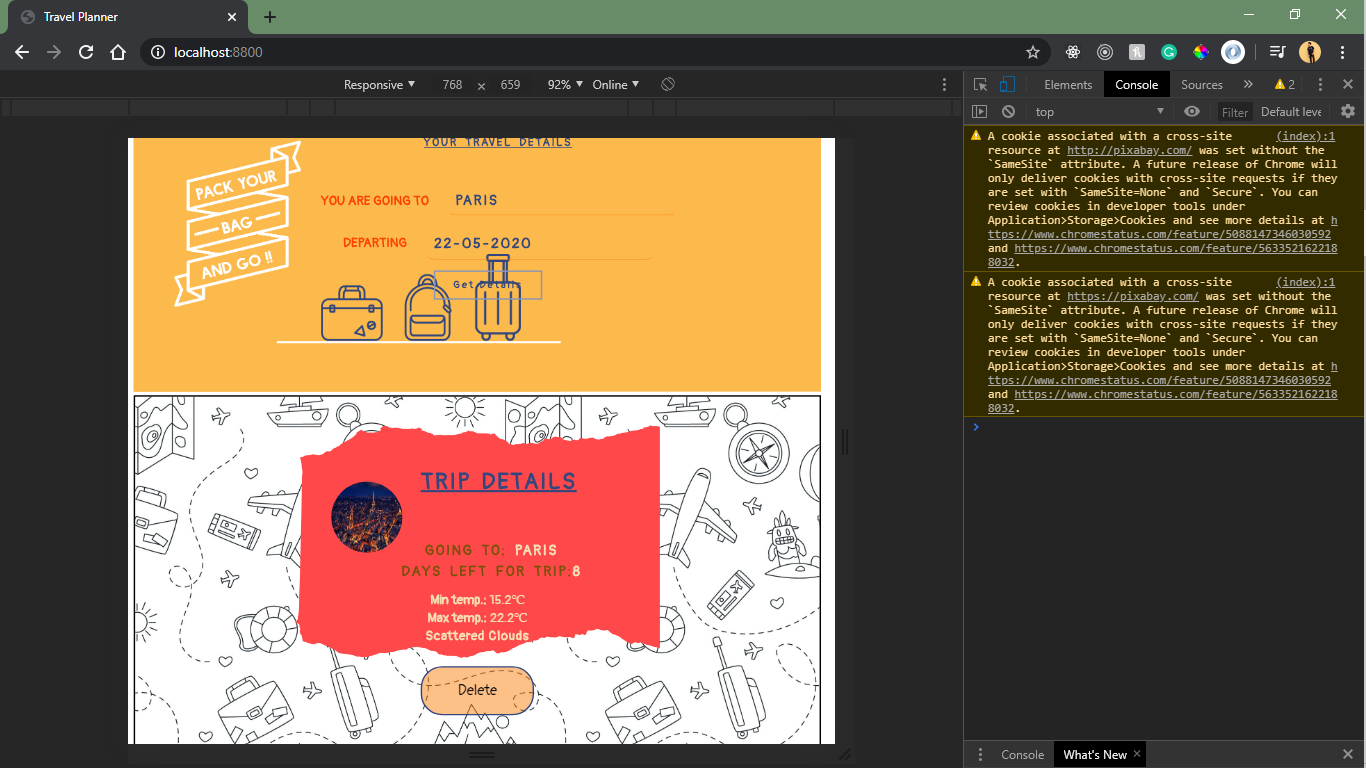 Travel Planner
localhost:8800
Responsive 768 x 659 92% Online
Elements Console Sources 2
top Filter Default leve
YOUR TRAVEL DETAILS
PACK YOUR
BAG
AND GO !!
YOU ARE GOING TO PARIS
DEPARTING 22-05-2020
Get Details
TRIP DETAILS
GOING TO: PARIS
DAYS LEFT FOR TRIP:8
Min temp.: 15.2°C
Max temp.: 22.2°C
Scattered Clouds
Delete
A cookie associated with a cross-site (index):1
resource at http://pixabay.com/ was set without the
`SameSite` attribute. A future release of Chrome will
only deliver cookies with cross-site requests if they
are set with `SameSite=None` and `Secure`. You can
review cookies in developer tools under
Application>Storage>Cookies and see more details at h
ttps://www.chromestatus.com/feature/5088147346030592
and https://www.chromestatus.com/feature/563352162218
8032.
A cookie associated with a cross-site (index):1
resource at https://pixabay.com/ was set without the
`SameSite` attribute. A future release of Chrome will
only deliver cookies with cross-site requests if they
are set with `SameSite=None` and `Secure`. You can
review cookies in developer tools under
Application>Storage>Cookies and see more details at h
ttps://www.chromestatus.com/feature/5088147346030592
and https://www.chromestatus.com/feature/563352162218
8032.
Console What's New